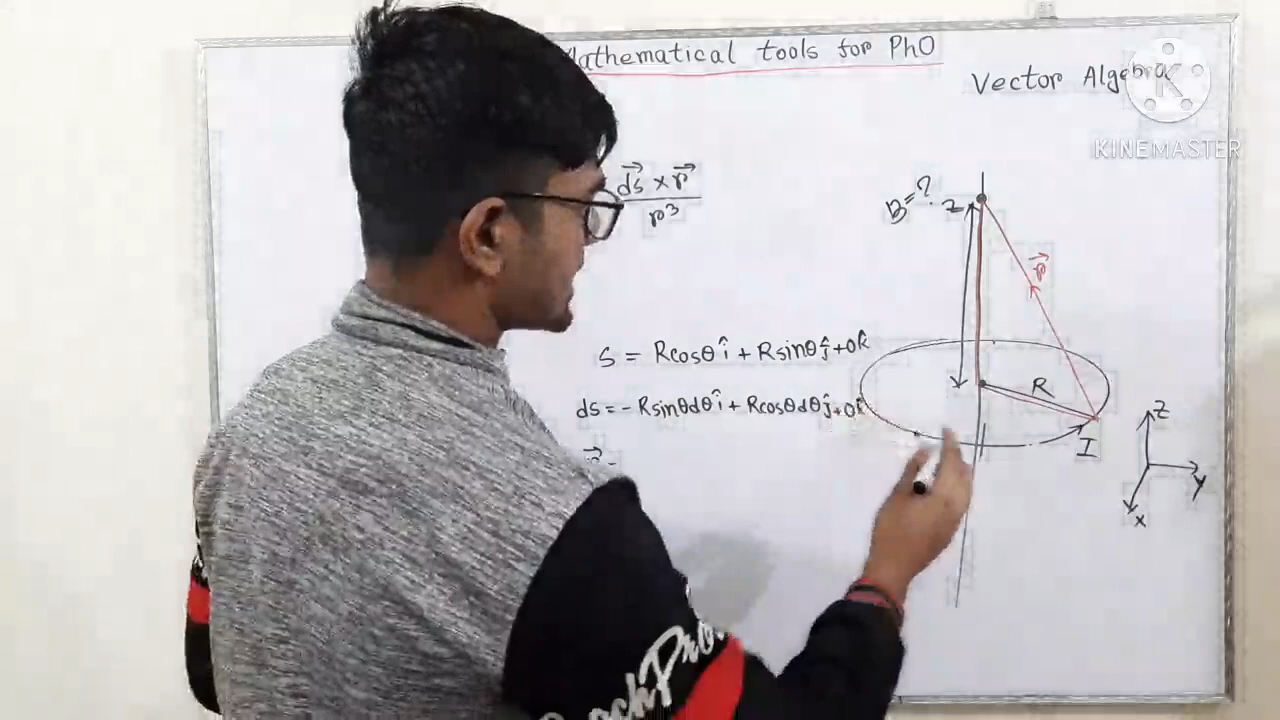 Mathematical tools for PhO
Vector Algebra
KINEMASTER
d⃗s × r⃗
r³
B=?
z
r⃗
S = Rcosθ î + Rsinθ ĵ + 0k̂
R
ds = - Rsinθdθ î + Rcosθdθ ĵ + 0k̂
I
z
y
x